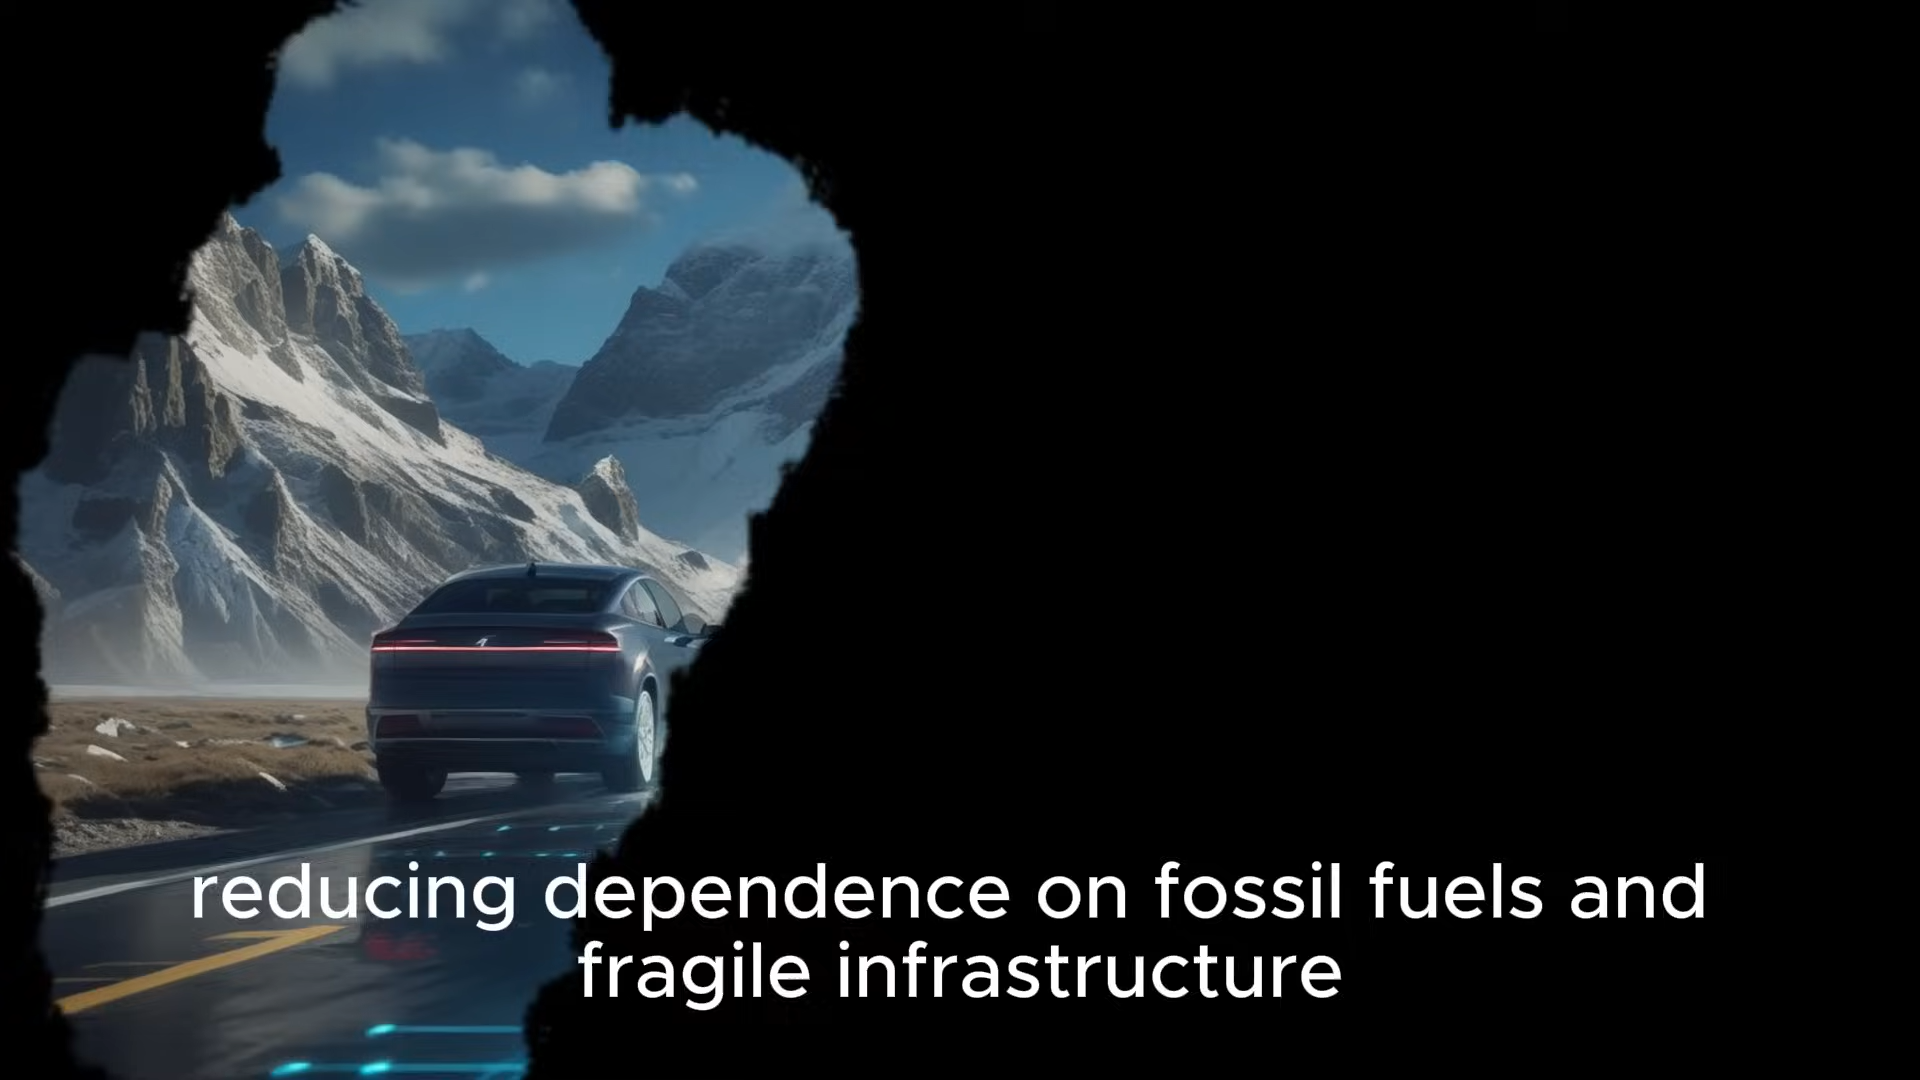 reducing dependence on fossil fuels and
fragile infrastructure